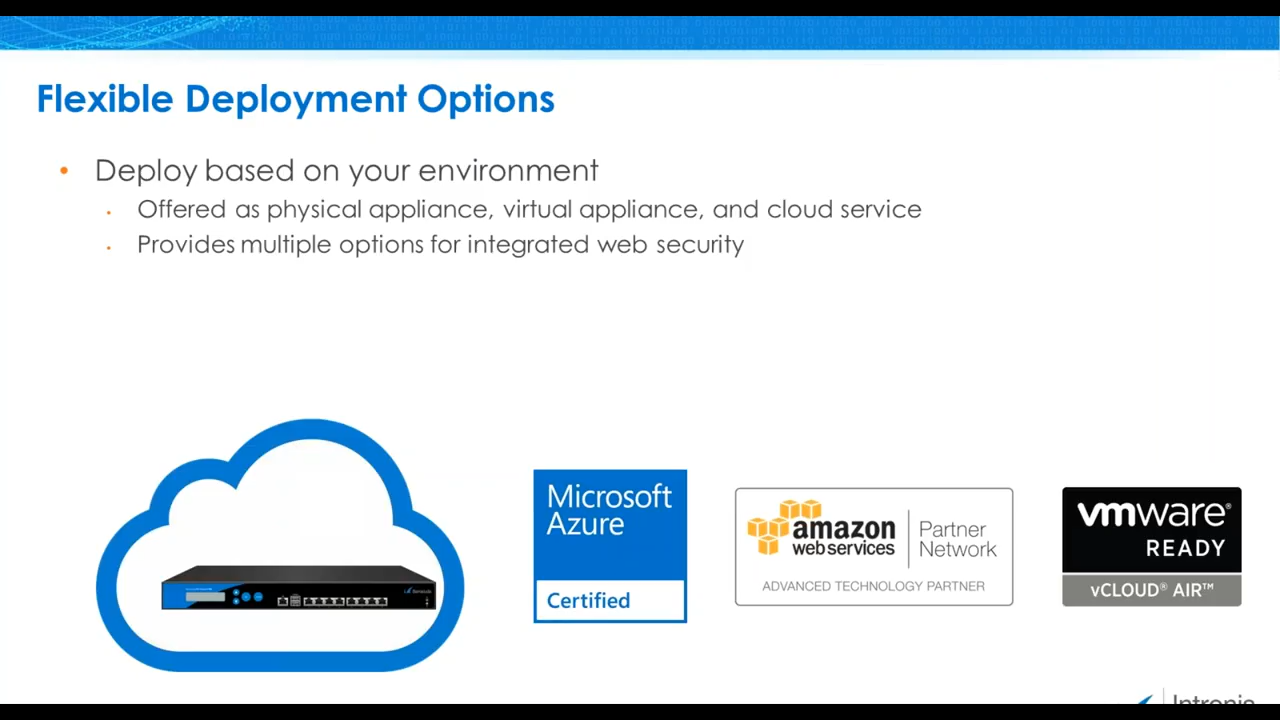 Flexible Deployment Options
• Deploy based on your environment
• Offered as physical appliance, virtual appliance, and cloud service
• Provides multiple options for integrated web security
Microsoft
Azure
Certified
amazon
web services
Partner
Network
ADVANCED TECHNOLOGY PARTNER
vmware®
READY
vCLOUD® AIR™
Barracuda
Intronis